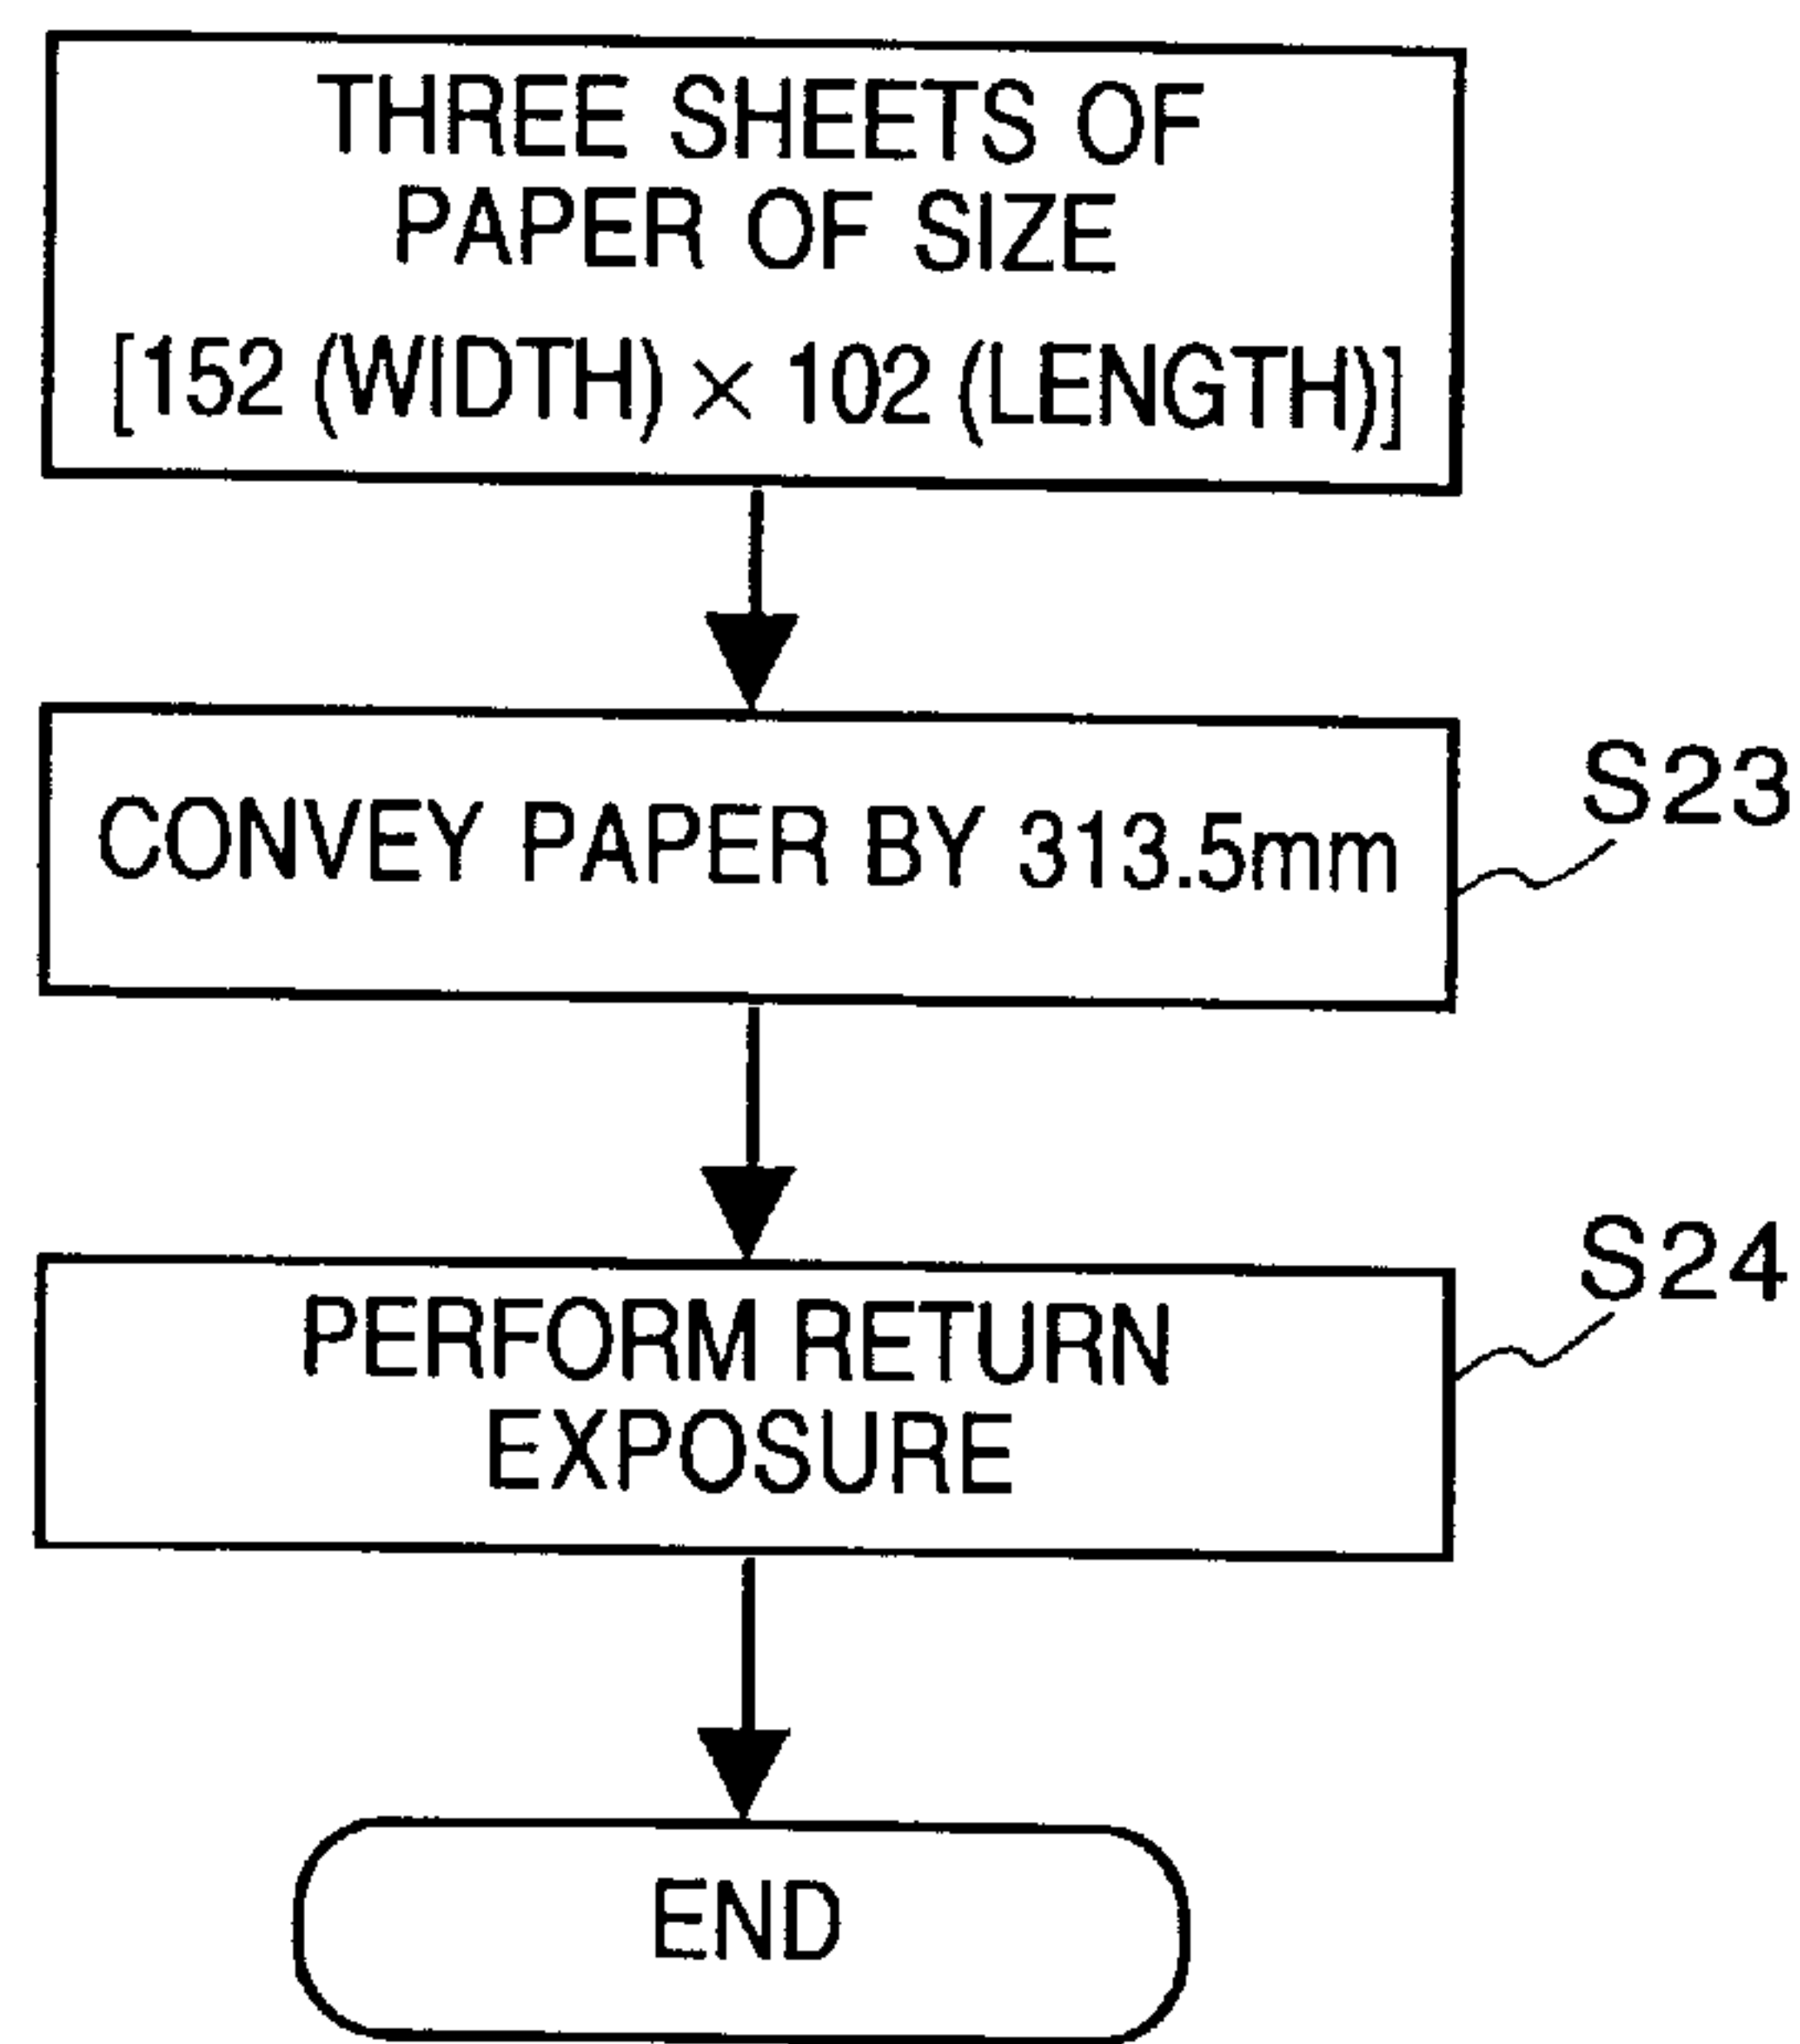 THREE SHEETS OF
PAPER OF SIZE
[152 (WIDTH) × 102 (LENGTH)]
CONVEY PAPER BY 313.5mm
S23
PERFORM RETURN
EXPOSURE
S24
END